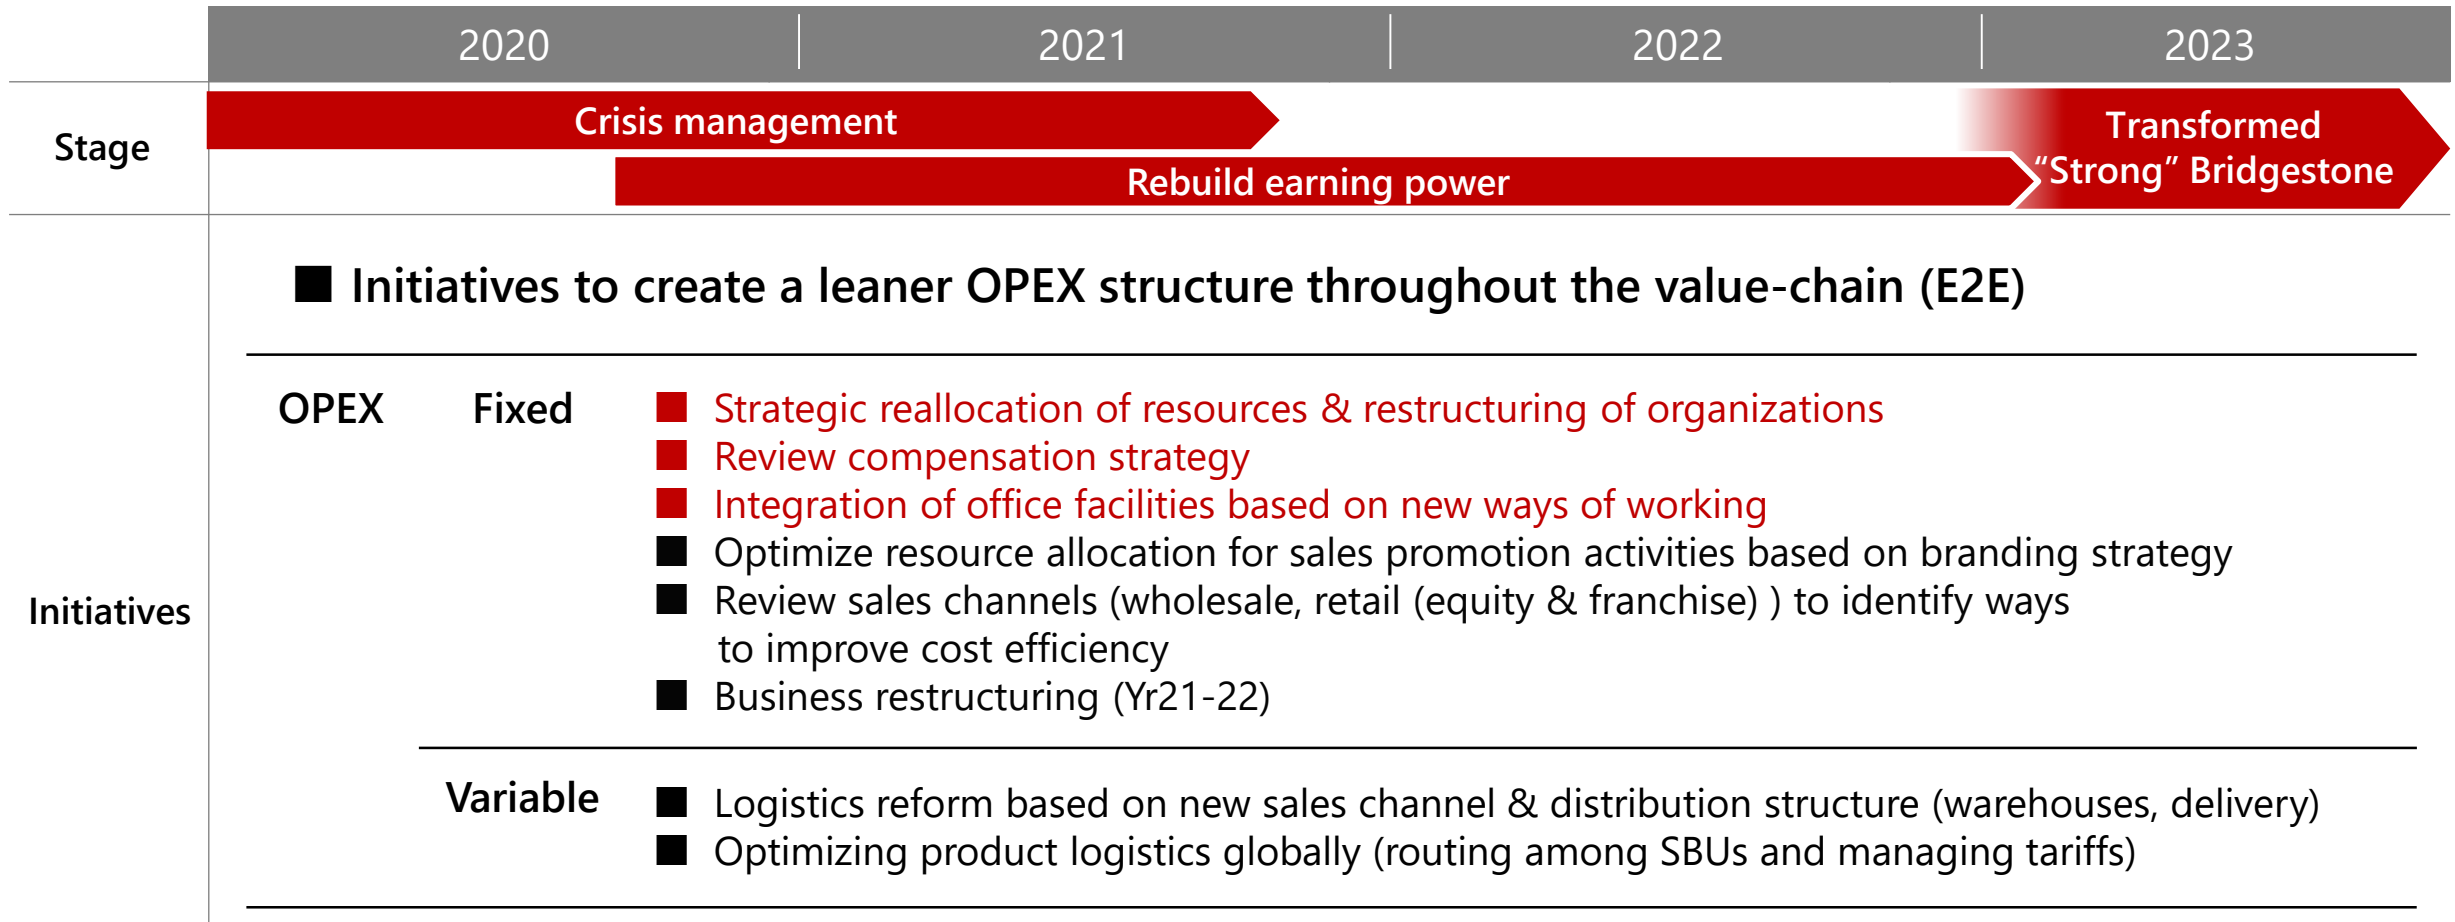 2020 2021 2022 2023
Stage
Crisis management
Rebuild earning power
Transformed
“Strong” Bridgestone
Initiatives
■ Initiatives to create a leaner OPEX structure throughout the value-chain (E2E)
OPEX
Fixed
■ Strategic reallocation of resources & restructuring of organizations
■ Review compensation strategy
■ Integration of office facilities based on new ways of working
■ Optimize resource allocation for sales promotion activities based on branding strategy
■ Review sales channels (wholesale, retail (equity & franchise) ) to identify ways
to improve cost efficiency
■ Business restructuring (Yr21-22)
Variable
■ Logistics reform based on new sales channel & distribution structure (warehouses, delivery)
■ Optimizing product logistics globally (routing among SBUs and managing tariffs)